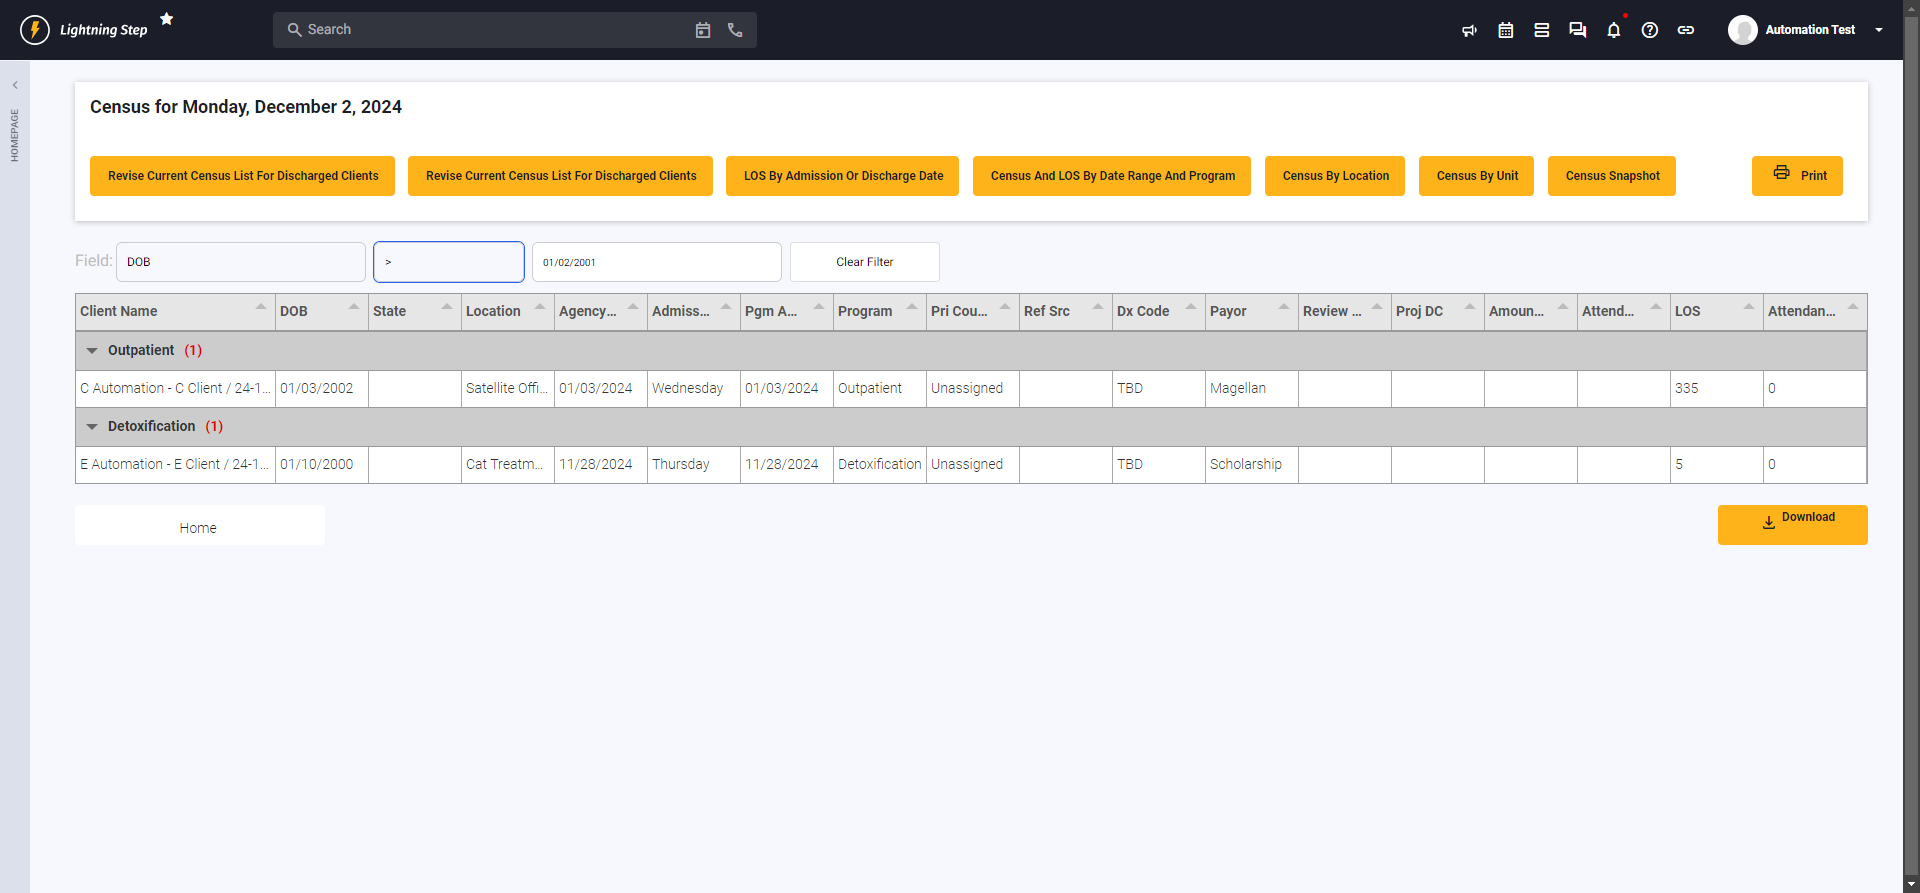 Lightning Step
Search
Automation Test
HOMEPAGE
Census for Monday, December 2, 2024
Revise Current Census List For Discharged Clients
Revise Current Census List For Discharged Clients
LOS By Admission Or Discharge Date
Census And LOS By Date Range And Program
Census By Location
Census By Unit
Census Snapshot
Print
Field: DOB > 01/02/2001 Clear Filter
Client Name DOB State Location Agency... Admiss... Pgm A... Program Pri Cou... Ref Src Dx Code Payor Review ... Proj DC Amoun... Attend... LOS Attendan...
Outpatient (1)
C Automation - C Client / 24-1... 01/03/2002 Satellite Offi... 01/03/2024 Wednesday 01/03/2024 Outpatient Unassigned TBD Magellan 335 0
Detoxification (1)
E Automation - E Client / 24-1... 01/10/2000 Cat Treatm... 11/28/2024 Thursday 11/28/2024 Detoxification Unassigned TBD Scholarship 5 0
Home
Download